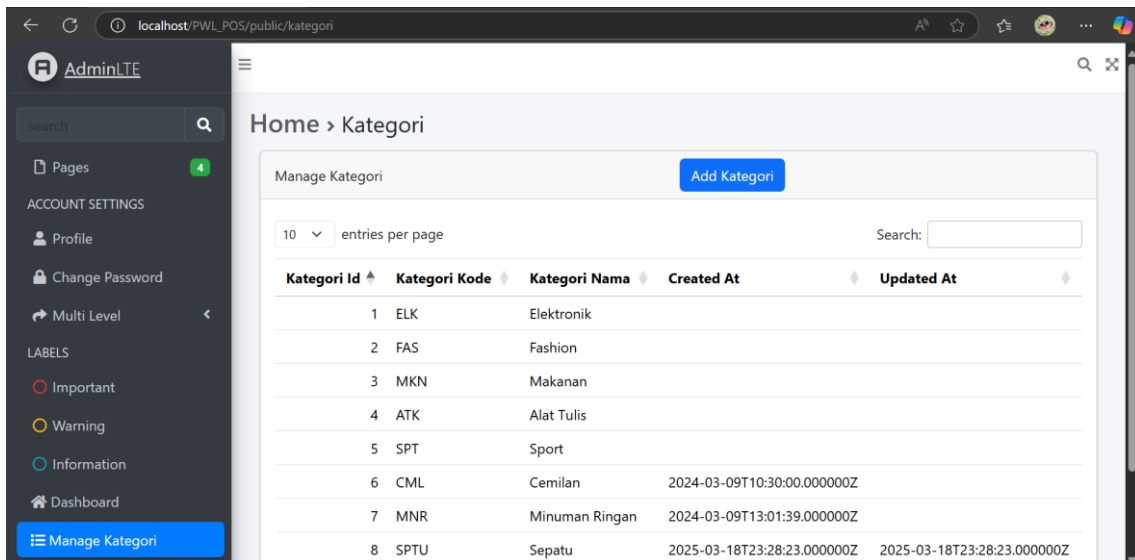 localhost/PWL_POS/public/kategori
AdminLTE
search
Pages 4
ACCOUNT SETTINGS
Profile
Change Password
Multi Level
LABELS
Important
Warning
Information
Dashboard
Manage Kategori
Home › Kategori
Manage Kategori Add Kategori
10 entries per page Search:
Kategori Id Kategori Kode Kategori Nama Created At Updated At
1 ELK Elektronik
2 FAS Fashion
3 MKN Makanan
4 ATK Alat Tulis
5 SPT Sport
6 CML Cemilan 2024-03-09T10:30:00.000000Z
7 MNR Minuman Ringan 2024-03-09T13:01:39.000000Z
8 SPTU Sepatu 2025-03-18T23:28:23.000000Z 2025-03-18T23:28:23.000000Z